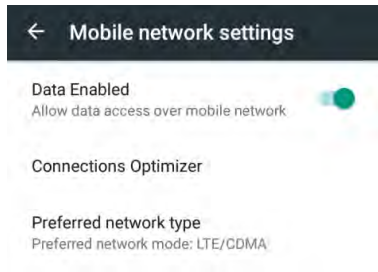 Mobile network settings
Data Enabled
Allow data access over mobile network
Connections Optimizer
Preferred network type
Preferred network mode: LTE/CDMA